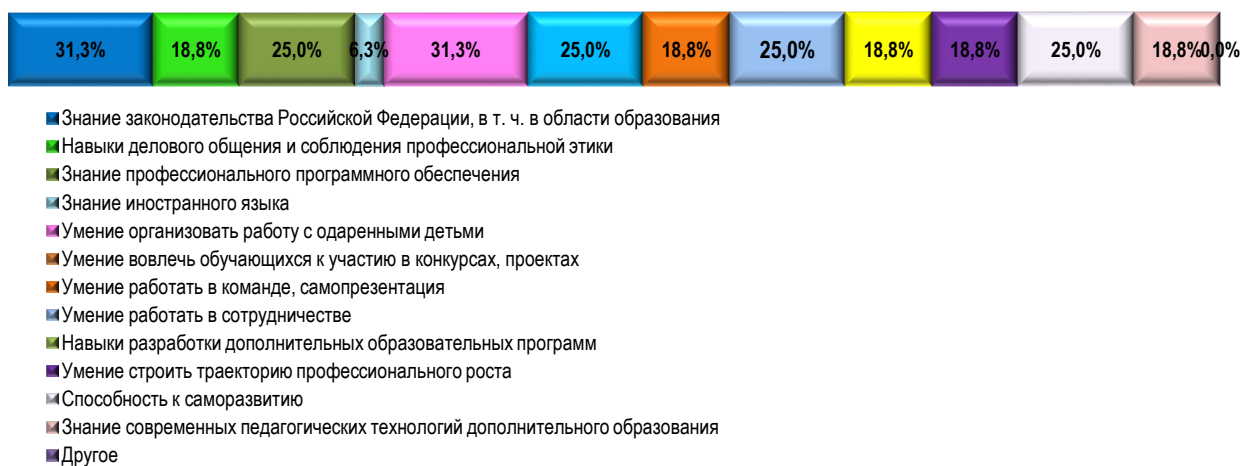 31,3% 18,8% 25,0% 6,3% 31,3% 25,0% 18,8% 25,0% 18,8% 18,8% 25,0% 18,8% 0,0%
Знание законодательства Российской Федерации, в т. ч. в области образования
Навыки делового общения и соблюдения профессиональной этики
Знание профессионального программного обеспечения
Знание иностранного языка
Умение организовать работу с одаренными детьми
Умение вовлечь обучающихся к участию в конкурсах, проектах
Умение работать в команде, самопрезентация
Умение работать в сотрудничестве
Навыки разработки дополнительных образовательных программ
Умение строить траекторию профессионального роста
Способность к саморазвитию
Знание современных педагогических технологий дополнительного образования
Другое